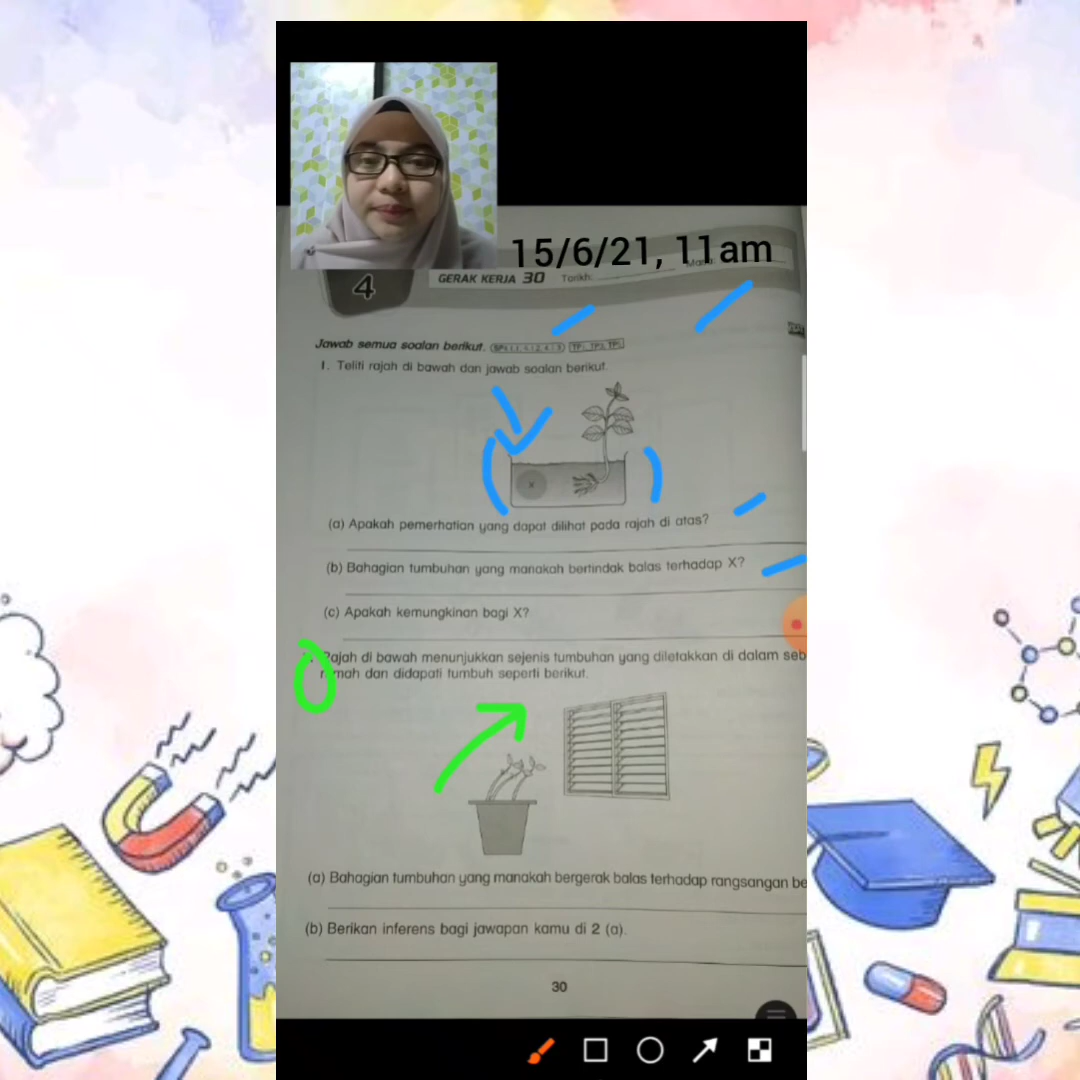 15/6/21, 11am
4
GERAK KERJA 30 Tarikh:
Masa:
Jawab semua soalan berikut.
1. Teliti rajah di bawah dan jawab soalan berikut.
X
(a) Apakah pemerhatian yang dapat dilihat pada rajah di atas?
(b) Bahagian tumbuhan yang manakah bertindak balas terhadap X?
(c) Apakah kemungkinan bagi X?
Rajah di bawah menunjukkan sejenis tumbuhan yang diletakkan di dalam seb
rumah dan didapati tumbuh seperti berikut.
(a) Bahagian tumbuhan yang manakah bergerak balas terhadap rangsangan be
(b) Berikan inferens bagi jawapan kamu di 2 (a).
30